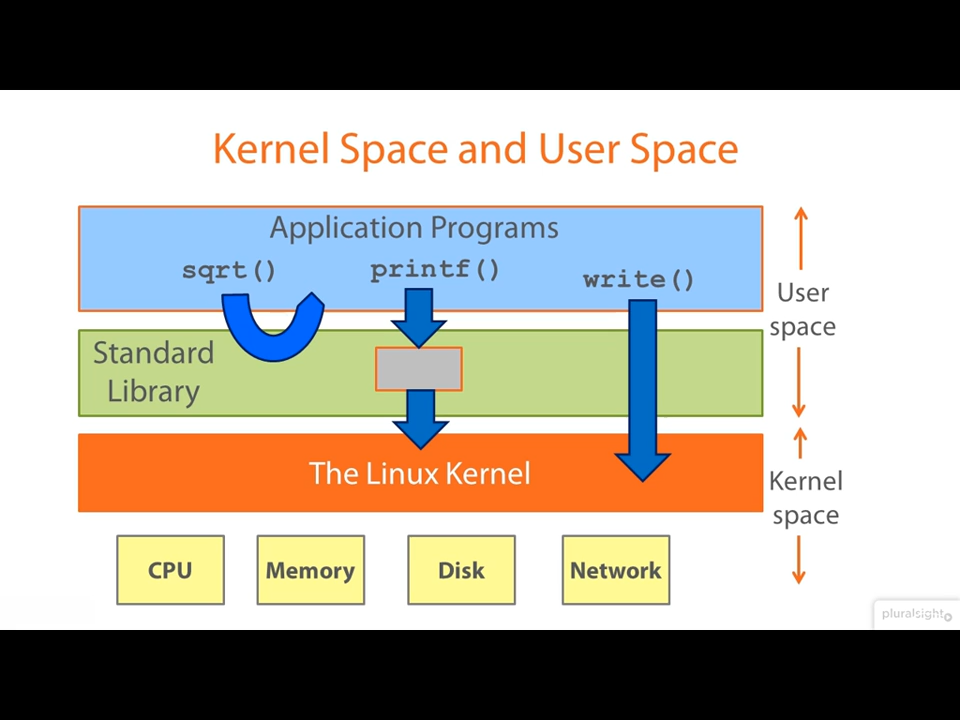 Kernel Space and User Space
Application Programs
sqrt()
printf()
write()
User
space
Standard
Library
The Linux Kernel
Kernel
space
CPU
Memory
Disk
Network
pluralsight